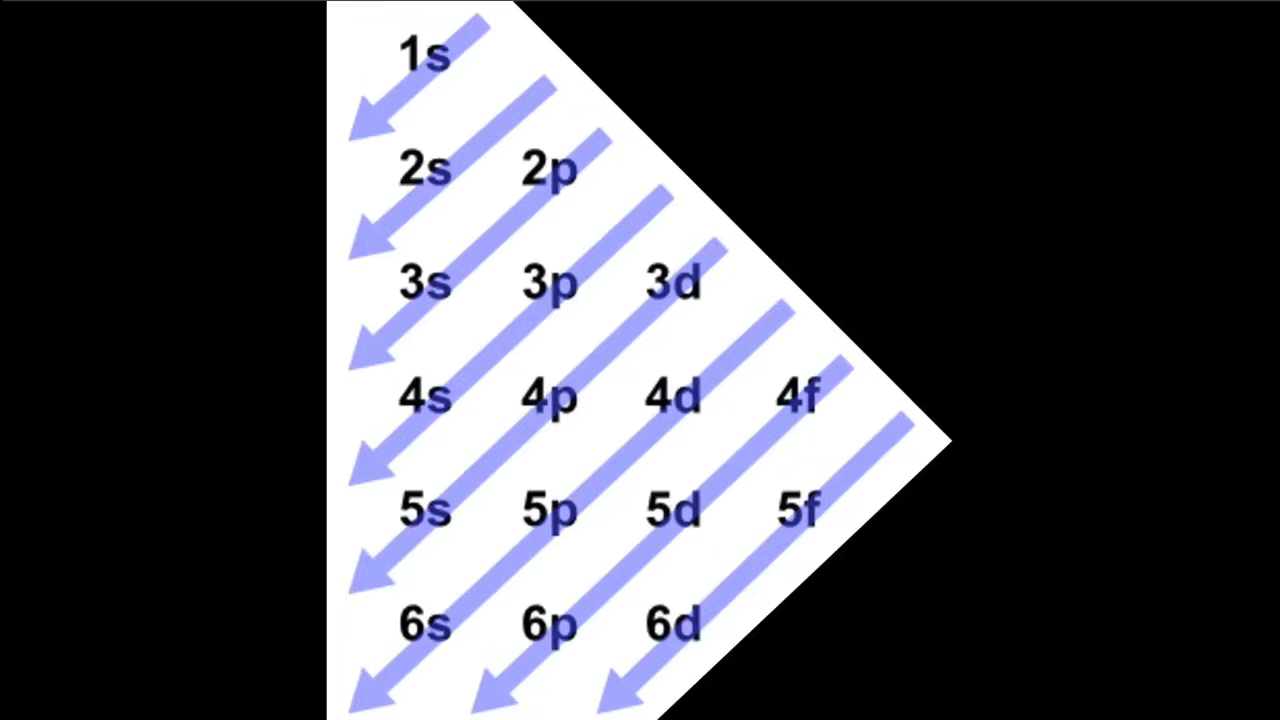 1s
2s 2p
3s 3p 3d
4s 4p 4d 4f
5s 5p 5d 5f
6s 6p 6d